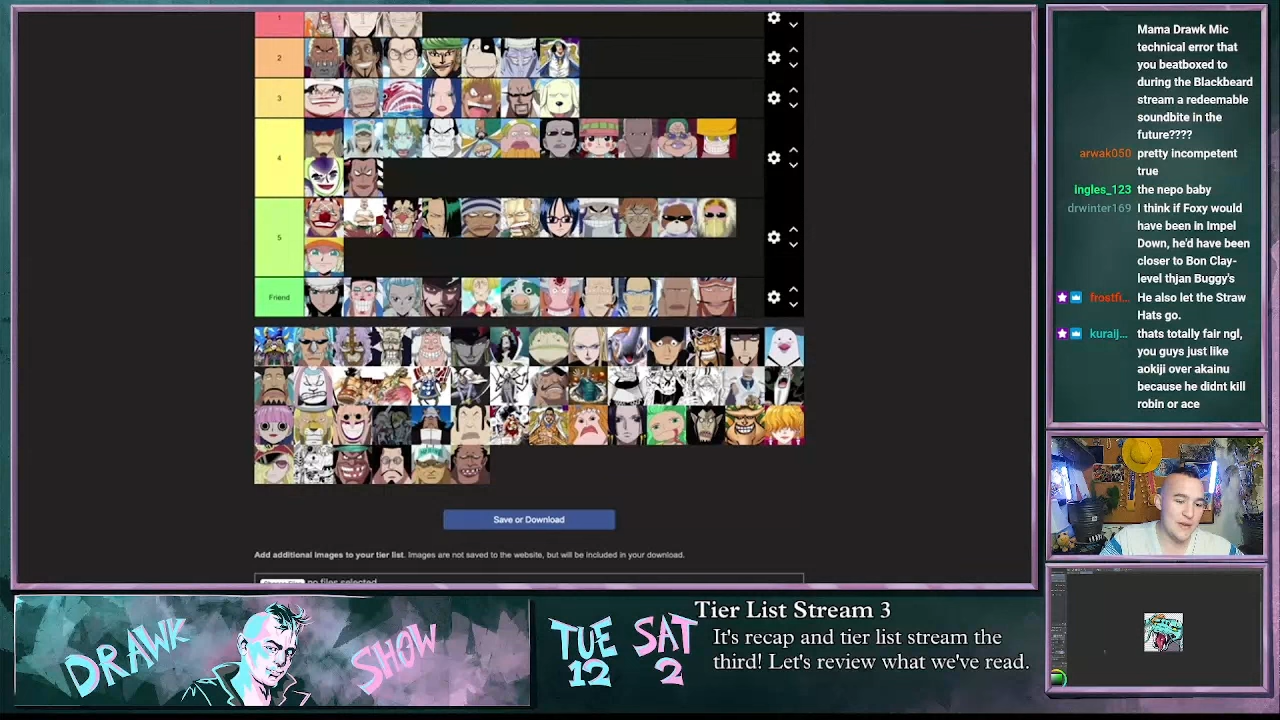 1
2
3
4
5
Friend
Save or Download
Add additional images to your tier list. Images are not saved to the website, but will be included in your download.
no files selected
Mama Drawk Mic
technical error that
you beatboxed to
during the Blackbeard
stream a redeemable
soundbite in the
future????
arwak050 pretty incompetent
true
ingles_123 the nepo baby
drwinter169 I think if Foxy would
have been in Impel
Down, he'd have been
closer to Bon Clay-
level thjan Buggy's
frostfi... He also let the Straw
Hats go.
kuraij... thats totally fair ngl,
you guys just like
aokiji over akainu
because he didnt kill
robin or ace
DRAWK SHOW
TUE SAT
12 2
Tier List Stream 3
It's recap and tier list stream the
third! Let's review what we've read.